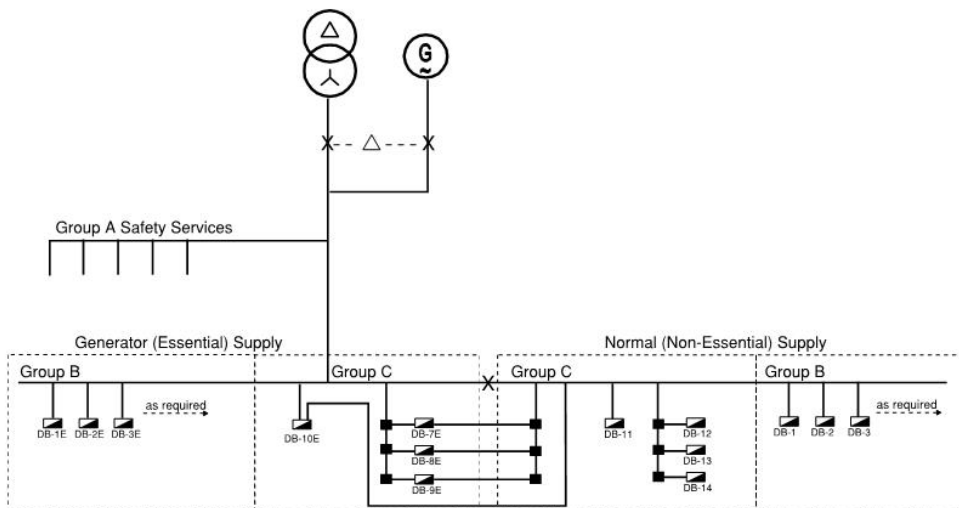 G
~
X
X
Group A Safety Services
Generator (Essential) Supply
Normal (Non-Essential) Supply
Group B
Group C
X
Group C
Group B
as required
as required
DB-1E
DB-2E
DB-3E
DB-10E
DB-7E
DB-11
DB-12
DB-1
DB-2
DB-3
DB-8E
DB-13
DB-9E
DB-14